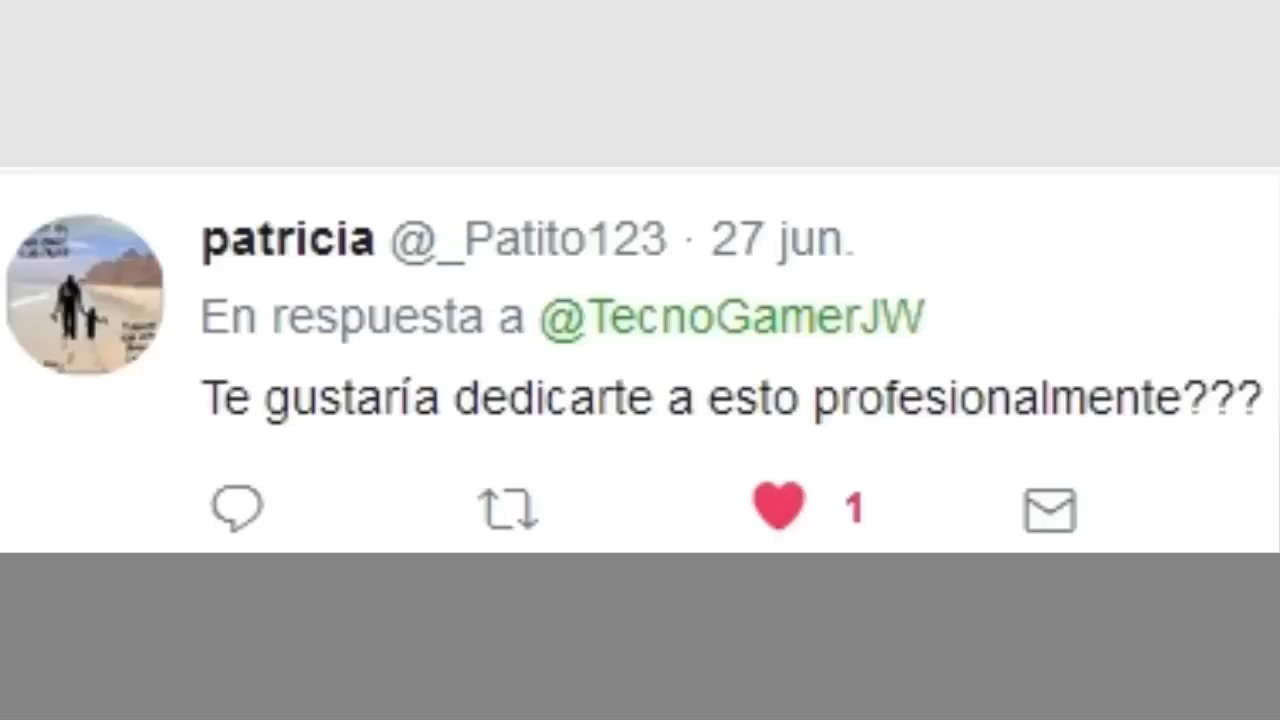 patricia @_Patito123 · 27 jun.
En respuesta a @TecnoGamerJW
Te gustaría dedicarte a esto profesionalmente???
1